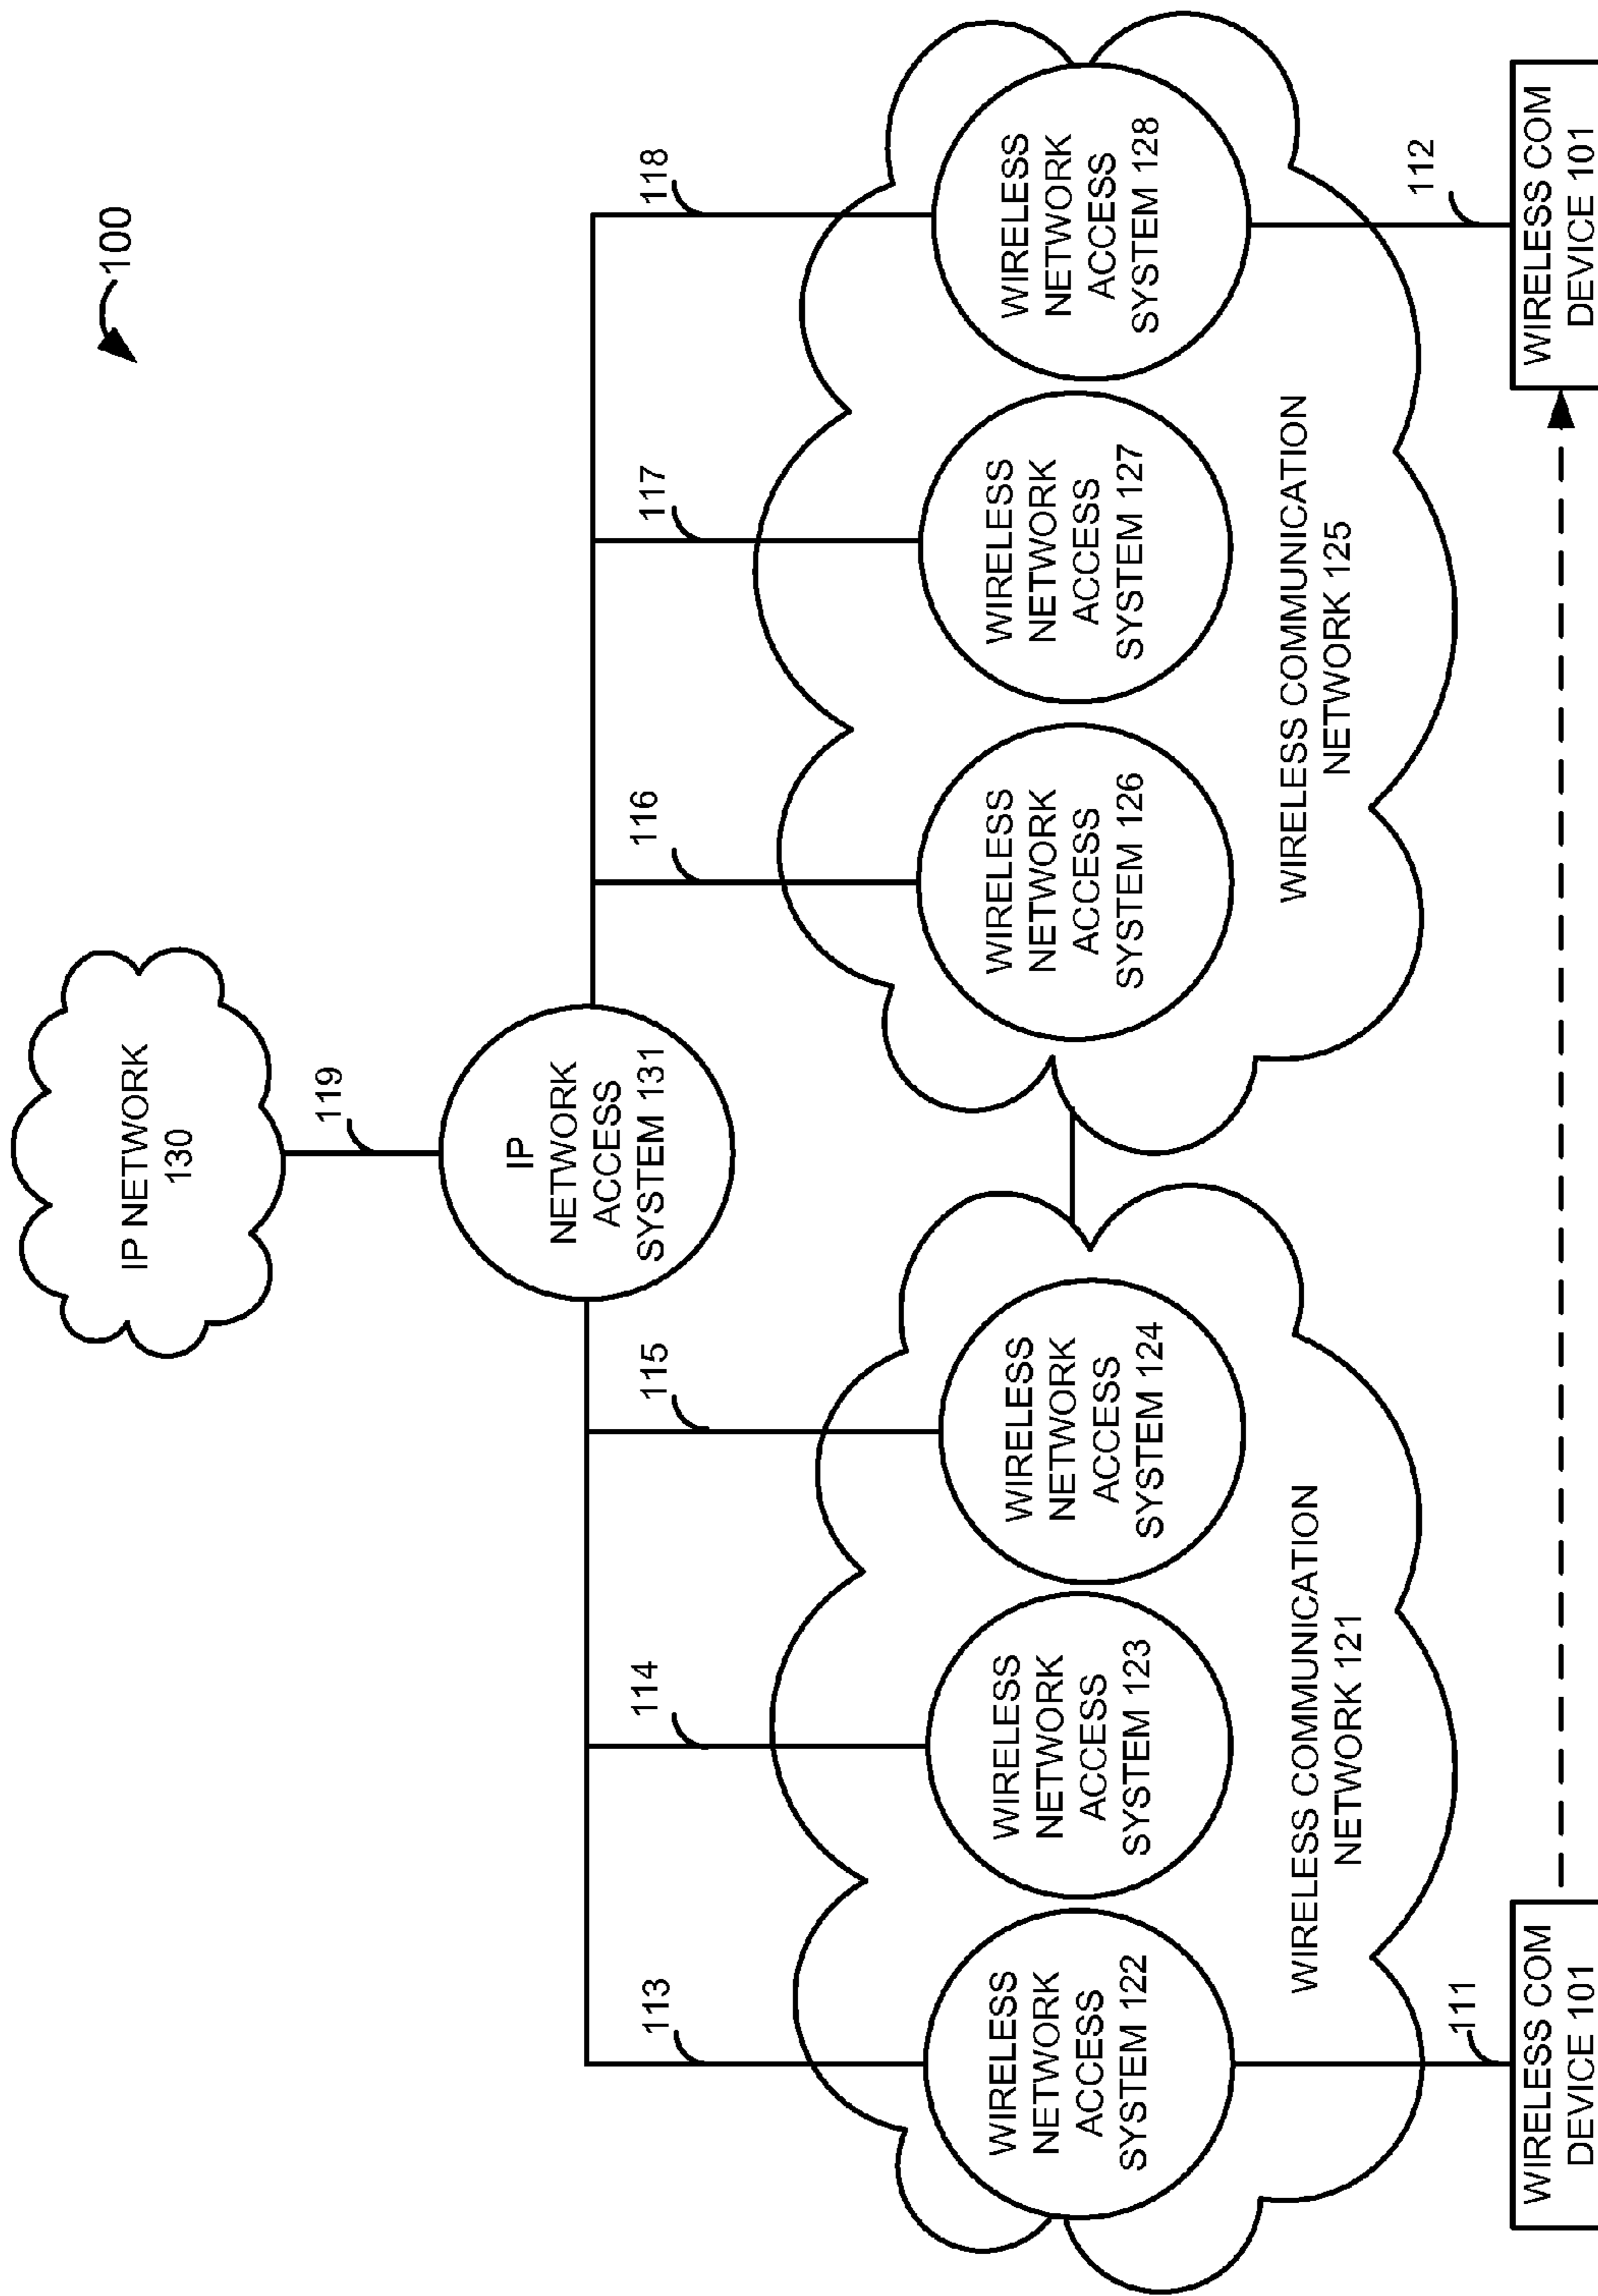 100
IP NETWORK
130
119
IP
NETWORK
ACCESS
SYSTEM 131
113
114
115
116
117
118
WIRELESS
NETWORK
ACCESS
SYSTEM 122
WIRELESS
NETWORK
ACCESS
SYSTEM 123
WIRELESS
NETWORK
ACCESS
SYSTEM 124
WIRELESS
NETWORK
ACCESS
SYSTEM 126
WIRELESS
NETWORK
ACCESS
SYSTEM 127
WIRELESS
NETWORK
ACCESS
SYSTEM 128
WIRELESS COMMUNICATION
NETWORK 121
WIRELESS COMMUNICATION
NETWORK 125
111
112
WIRELESS COM
DEVICE 101
WIRELESS COM
DEVICE 101